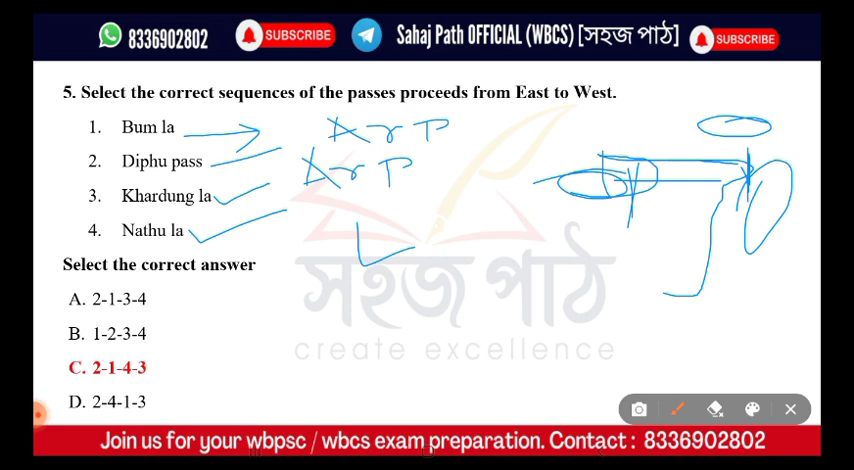 8336902802 SUBSCRIBE Sahaj Path OFFICIAL (WBCS) [সহজ পাঠ] SUBSCRIBE
5. Select the correct sequences of the passes proceeds from East to West.
1. Bum la Ar P
2. Diphu pass Ar P
3. Khardung la
4. Nathu la
Select the correct answer
A. 2-1-3-4
B. 1-2-3-4
C. 2-1-4-3
D. 2-4-1-3
সহজ পাঠ
create excellence
Join us for your wbpsc / wbcs exam preparation. Contact : 8336902802